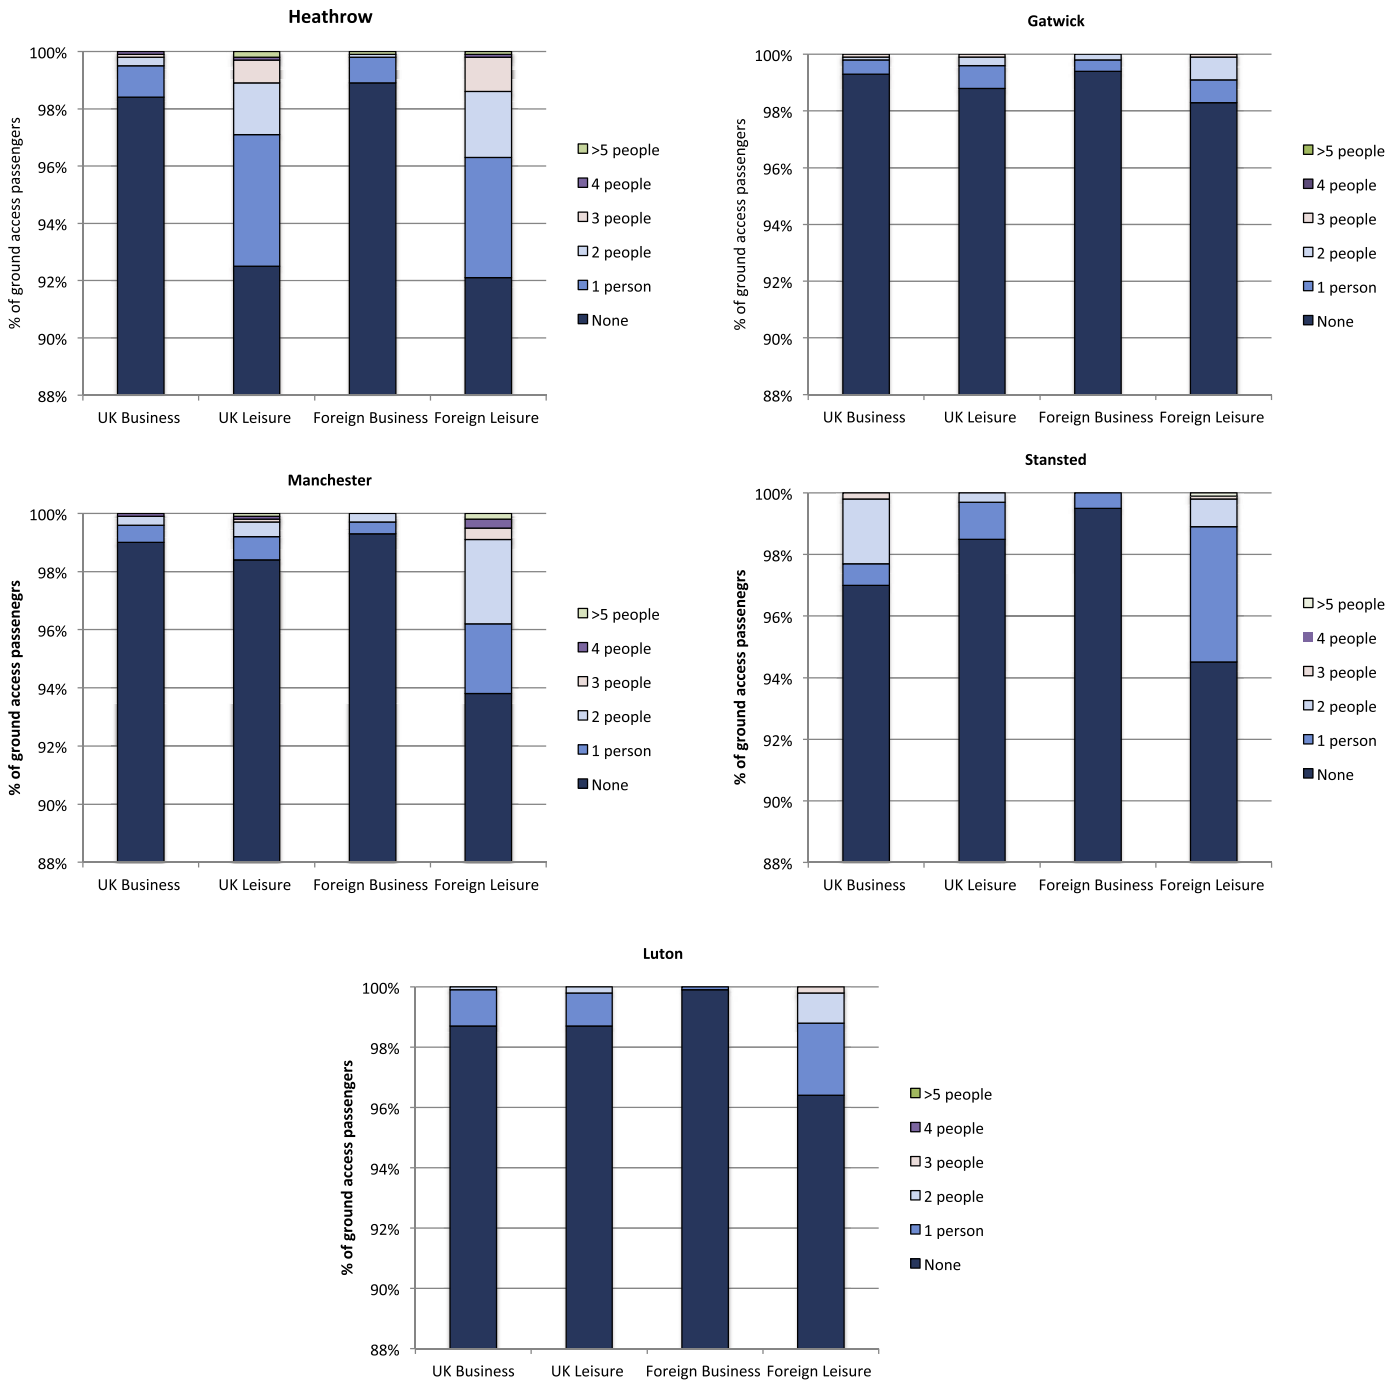 Heathrow
100%
98%
96%
94%
92%
90%
88%
% of ground access passengers
UK Business
UK Leisure
Foreign Business
Foreign Leisure
>5 people
4 people
3 people
2 people
1 person
None
Gatwick
100%
98%
96%
94%
92%
90%
88%
% of ground access passengers
UK Business
UK Leisure
Foreign Business
Foreign Leisure
>5 people
4 people
3 people
2 people
1 person
None
Manchester
100%
98%
96%
94%
92%
90%
88%
% of ground access passenegrs
UK Business
UK Leisure
Foreign Business
Foreign Leisure
>5 people
4 people
3 people
2 people
1 person
None
Stansted
100%
98%
96%
94%
92%
90%
88%
% of ground access passenegrs
UK Business
UK Leisure
Foreign Business
Foreign Leisure
>5 people
4 people
3 people
2 people
1 person
None
Luton
100%
98%
96%
94%
92%
90%
88%
% of ground access passengers
UK Business
UK Leisure
Foreign Business
Foreign Leisure
>5 people
4 people
3 people
2 people
1 person
None